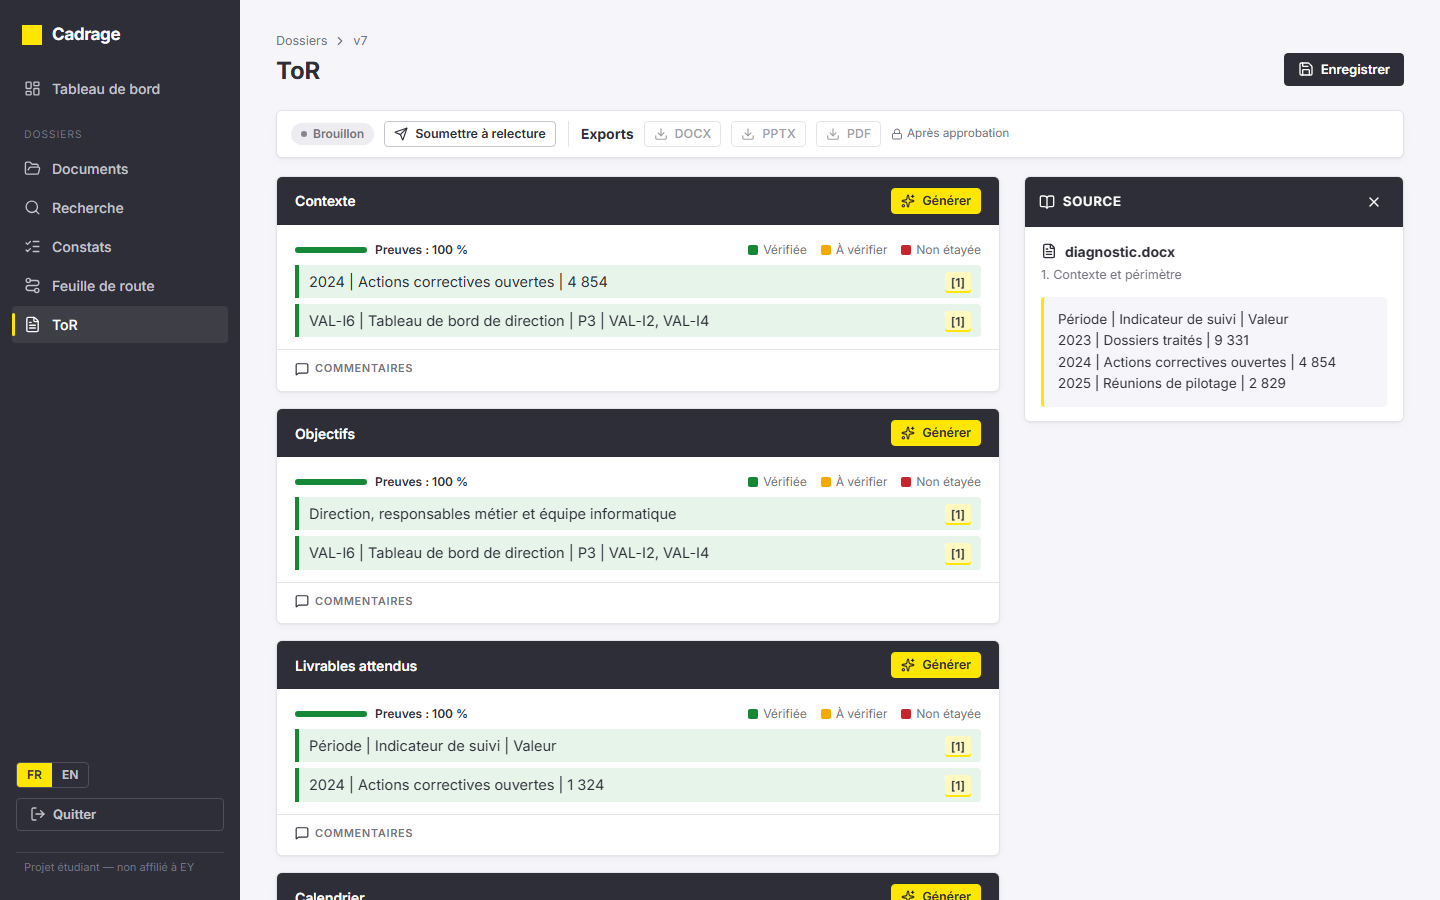 Cadrage
Tableau de bord
DOSSIERS
Documents
Recherche
Constats
Feuille de route
ToR
FR EN
Quitter
Projet étudiant — non affilié à EY
Dossiers > v7
ToR
Enregistrer
Brouillon Soumettre à relecture Exports DOCX PPTX PDF Après approbation
Contexte Générer
Preuves : 100 % Vérifiée À vérifier Non étayée
2024 | Actions correctives ouvertes | 4 854 [1]
VAL-I6 | Tableau de bord de direction | P3 | VAL-I2, VAL-I4 [1]
COMMENTAIRES
Objectifs Générer
Preuves : 100 % Vérifiée À vérifier Non étayée
Direction, responsables métier et équipe informatique [1]
VAL-I6 | Tableau de bord de direction | P3 | VAL-I2, VAL-I4 [1]
COMMENTAIRES
Livrables attendus Générer
Preuves : 100 % Vérifiée À vérifier Non étayée
Période | Indicateur de suivi | Valeur [1]
2024 | Actions correctives ouvertes | 1 324 [1]
COMMENTAIRES
Calendrier Générer
SOURCE
diagnostic.docx
1. Contexte et périmètre
Période | Indicateur de suivi | Valeur
2023 | Dossiers traités | 9 331
2024 | Actions correctives ouvertes | 4 854
2025 | Réunions de pilotage | 2 829